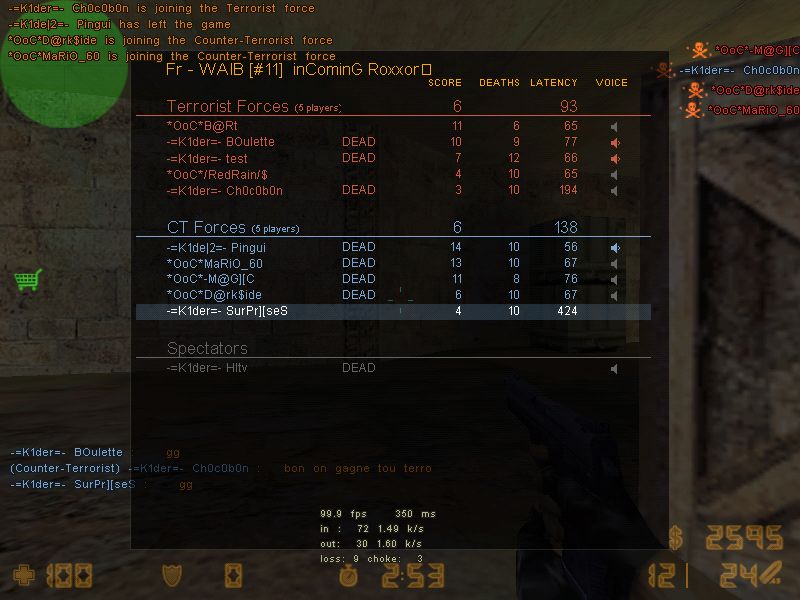 -=K1der=- Ch0c0b0n is joining the Terrorist force
-=K1de|2=- Pingui has left the game
*OoC*D@rk$ide is joining the Counter-Terrorist force
*OoC*MaRiO_60 is joining the Counter-Terrorist force
*OoC*-M@G][C
-=K1der=- Ch0c0b0n
*OoC*D@rk$ide
*OoC*MaRiO_60
Fr - WAIB [#11] inCominG Roxxor
SCORE DEATHS LATENCY VOICE
Terrorist Forces (5 players) 6 93
*OoC*B@Rt 11 6 65
-=K1der=- BOulette DEAD 10 9 77
-=K1der=- test DEAD 7 12 66
*OoC*/RedRain/$ 4 10 65
-=K1der=- Ch0c0b0n DEAD 3 10 194
CT Forces (5 players) 6 138
-=K1de|2=- Pingui DEAD 14 10 56
*OoC*MaRiO_60 DEAD 13 10 67
*OoC*-M@G][C DEAD 11 8 76
*OoC*D@rk$ide DEAD 6 10 67
-=K1der=- SurPr][seS 4 10 424
Spectators
-=K1der=- Hltv DEAD
-=K1der=- BOulette : gg
(Counter-Terrorist) -=K1der=- Ch0c0b0n : bon on gagne tou terro
-=K1der=- SurPr][seS : gg
99.9 fps 350 ms
in : 72 1.49 k/s
out: 30 1.60 k/s
loss: 9 choke: 3
$ 2595
100 0 2:53 12 | 24